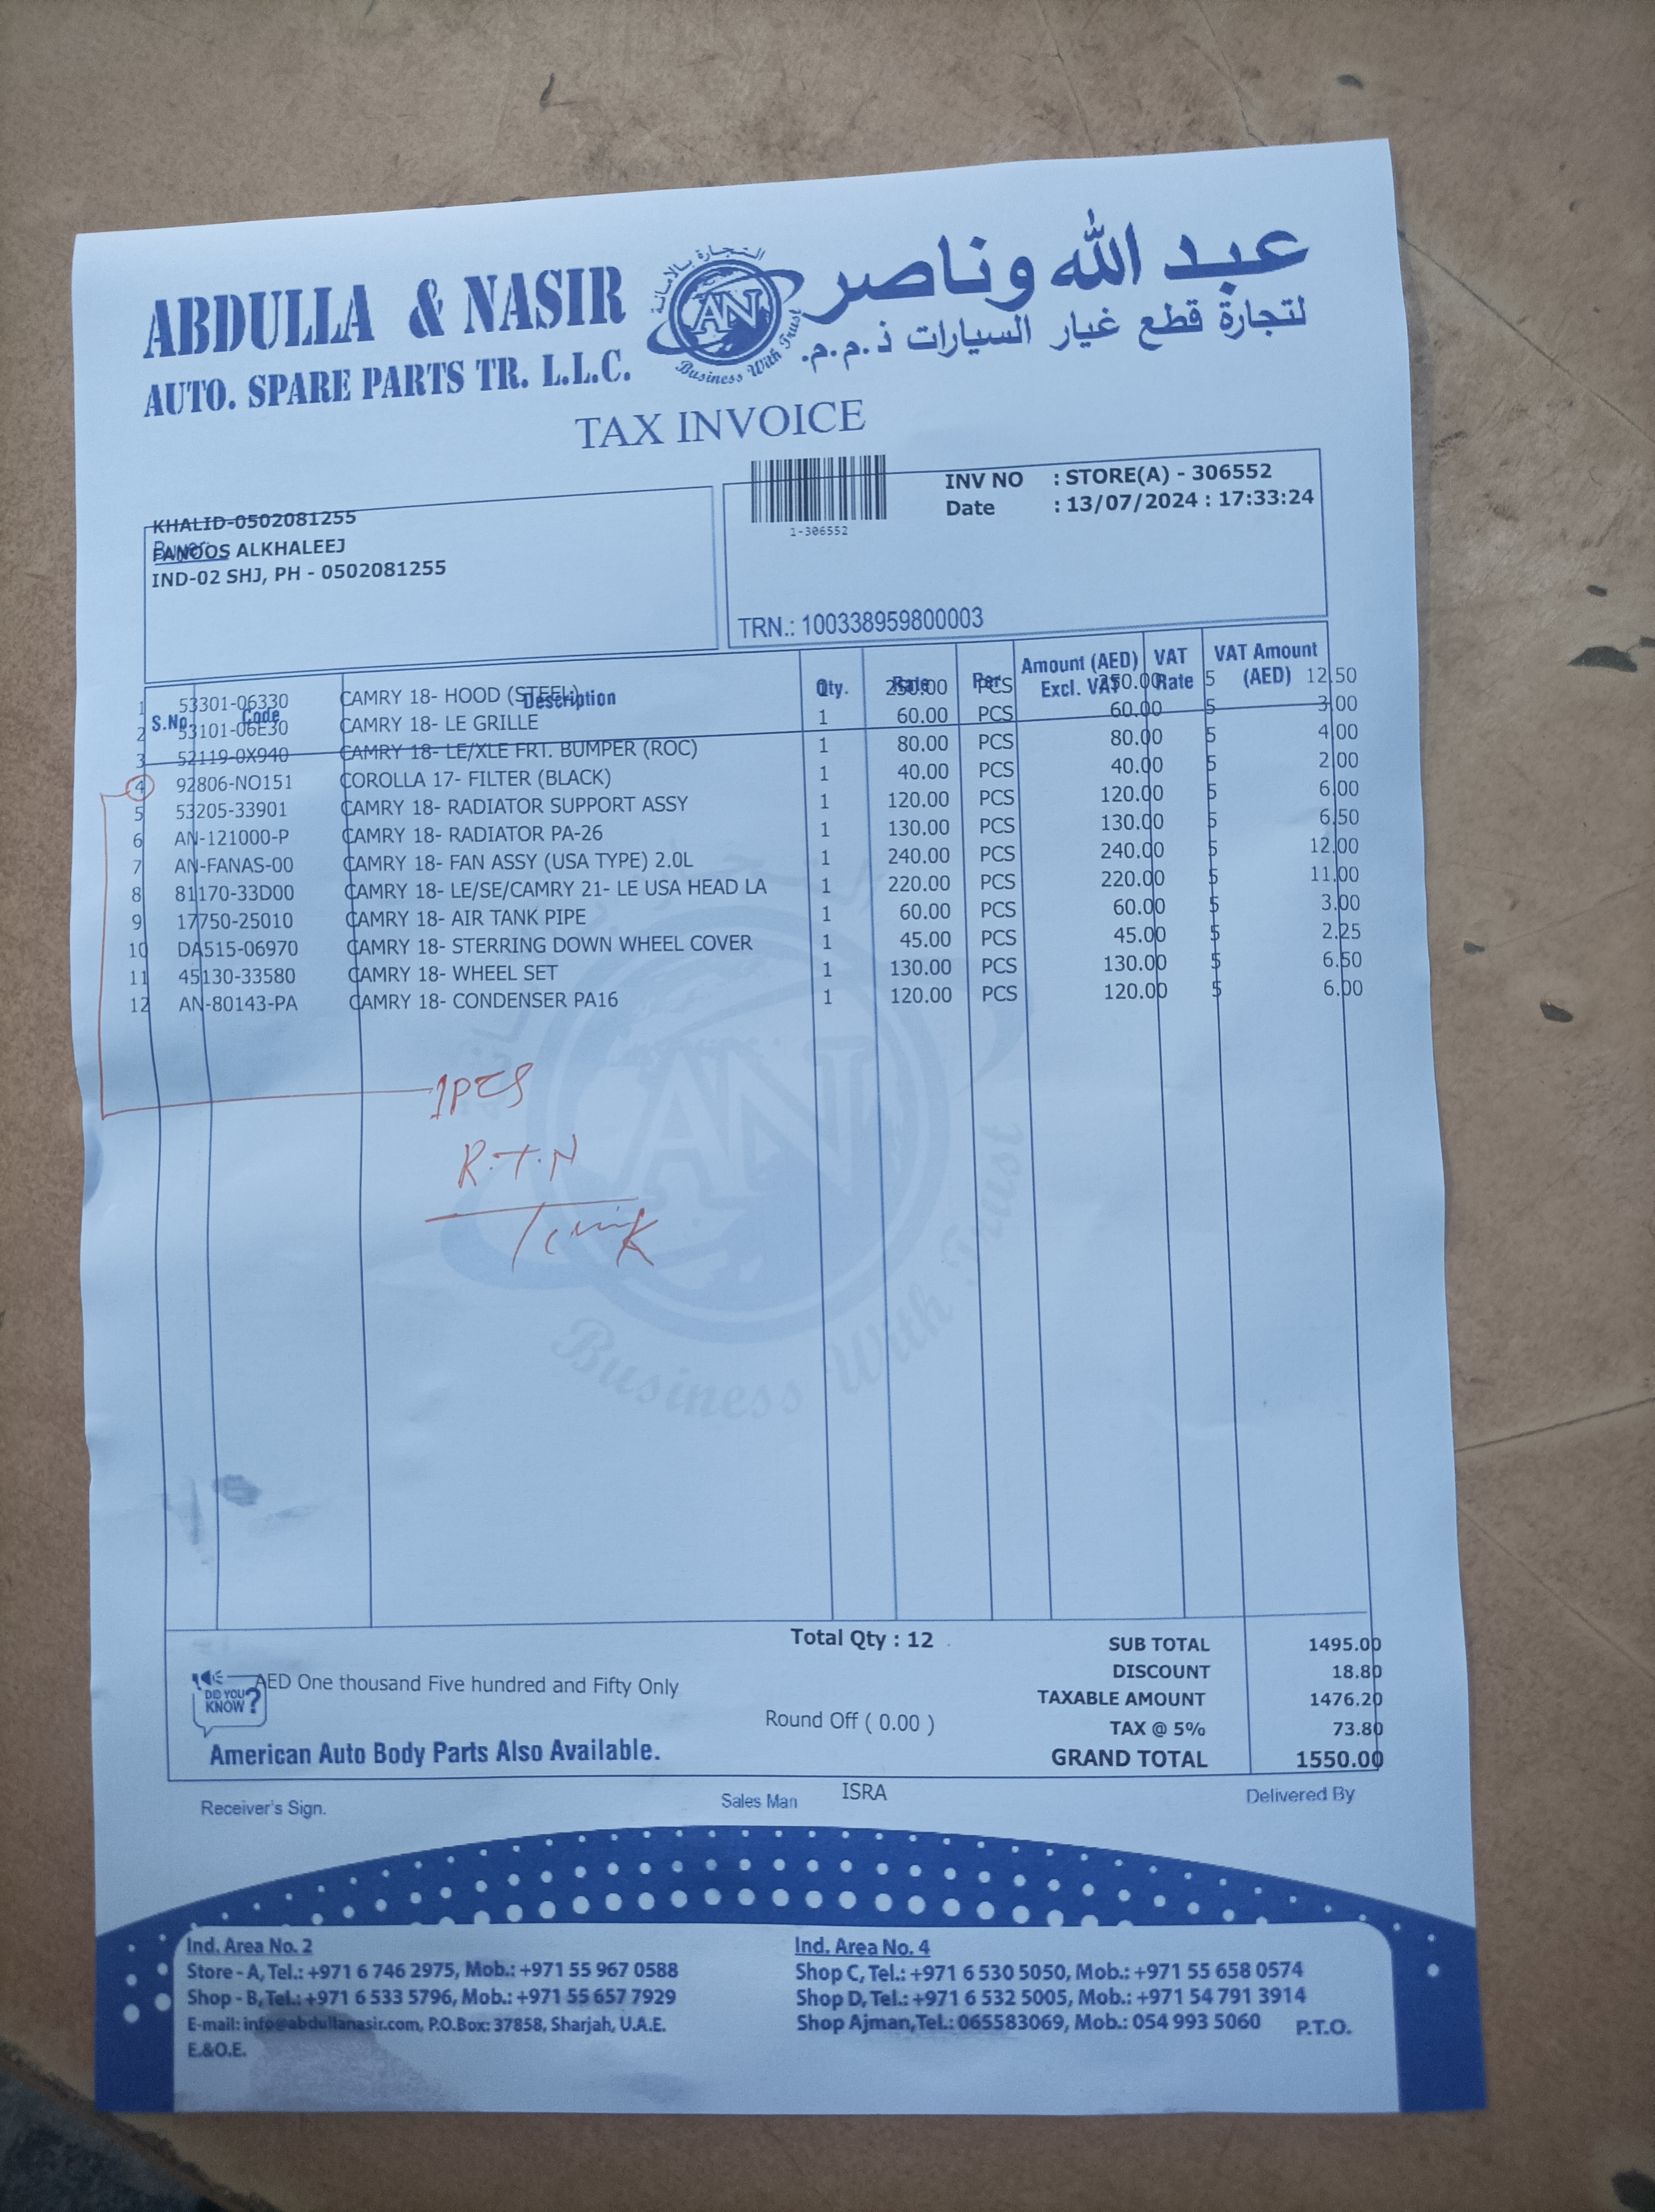 ABDULLA & NASIR
AUTO. SPARE PARTS TR. L.L.C.
التجارة بالأمانة
AN
Business With Trust
عبد الله وناصر
لتجارة قطع غيار السيارات ذ.م.م.
TAX INVOICE
KHALID-0502081255
Buyer:
FANOOS ALKHALEEJ
IND-02 SHJ, PH - 0502081255
1-306552
INV NO : STORE(A) - 306552
Date : 13/07/2024 : 17:33:24
TRN.: 100338959800003
S.No. Code Description Qty. Rate Per Amount (AED) Excl. VAT VAT Rate VAT Amount (AED)
1 53301-06330 CAMRY 18- HOOD (STEEL) 250.00 PCS 250.00 5 12.50
2 53101-06E30 CAMRY 18- LE GRILLE 1 60.00 PCS 60.00 5 3.00
3 52119-0X940 CAMRY 18- LE/XLE FRT. BUMPER (ROC) 1 80.00 PCS 80.00 5 4.00
4 92806-NO151 COROLLA 17- FILTER (BLACK) 1 40.00 PCS 40.00 5 2.00
5 53205-33901 CAMRY 18- RADIATOR SUPPORT ASSY 1 120.00 PCS 120.00 5 6.00
6 AN-121000-P CAMRY 18- RADIATOR PA-26 1 130.00 PCS 130.00 5 6.50
7 AN-FANAS-00 CAMRY 18- FAN ASSY (USA TYPE) 2.0L 1 240.00 PCS 240.00 5 12.00
8 81170-33D00 CAMRY 18- LE/SE/CAMRY 21- LE USA HEAD LA 1 220.00 PCS 220.00 5 11.00
9 17750-25010 CAMRY 18- AIR TANK PIPE 1 60.00 PCS 60.00 5 3.00
10 DA515-06970 CAMRY 18- STERRING DOWN WHEEL COVER 1 45.00 PCS 45.00 5 2.25
11 45130-33580 CAMRY 18- WHEEL SET 1 130.00 PCS 130.00 5 6.50
12 AN-80143-PA CAMRY 18- CONDENSER PA16 1 120.00 PCS 120.00 5 6.00
1PCS
R.T.N
AN
Business With Trust
Total Qty : 12
SUB TOTAL 1495.00
DISCOUNT 18.80
TAXABLE AMOUNT 1476.20
TAX @ 5% 73.80
GRAND TOTAL 1550.00
DID YOU KNOW?
AED One thousand Five hundred and Fifty Only
Round Off ( 0.00 )
American Auto Body Parts Also Available.
Receiver's Sign.
Sales Man ISRA
Delivered By
Ind. Area No. 2
Store - A, Tel.: +971 6 746 2975, Mob.: +971 55 967 0588
Shop - B, Tel.: +971 6 533 5796, Mob.: +971 55 657 7929
E-mail: info@abdullanasir.com, P.O.Box: 37858, Sharjah, U.A.E.
E.&O.E.
Ind. Area No. 4
Shop C, Tel.: +971 6 530 5050, Mob.: +971 55 658 0574
Shop D, Tel.: +971 6 532 5005, Mob.: +971 54 791 3914
Shop Ajman, Tel.: 065583069, Mob.: 054 993 5060
P.T.O.